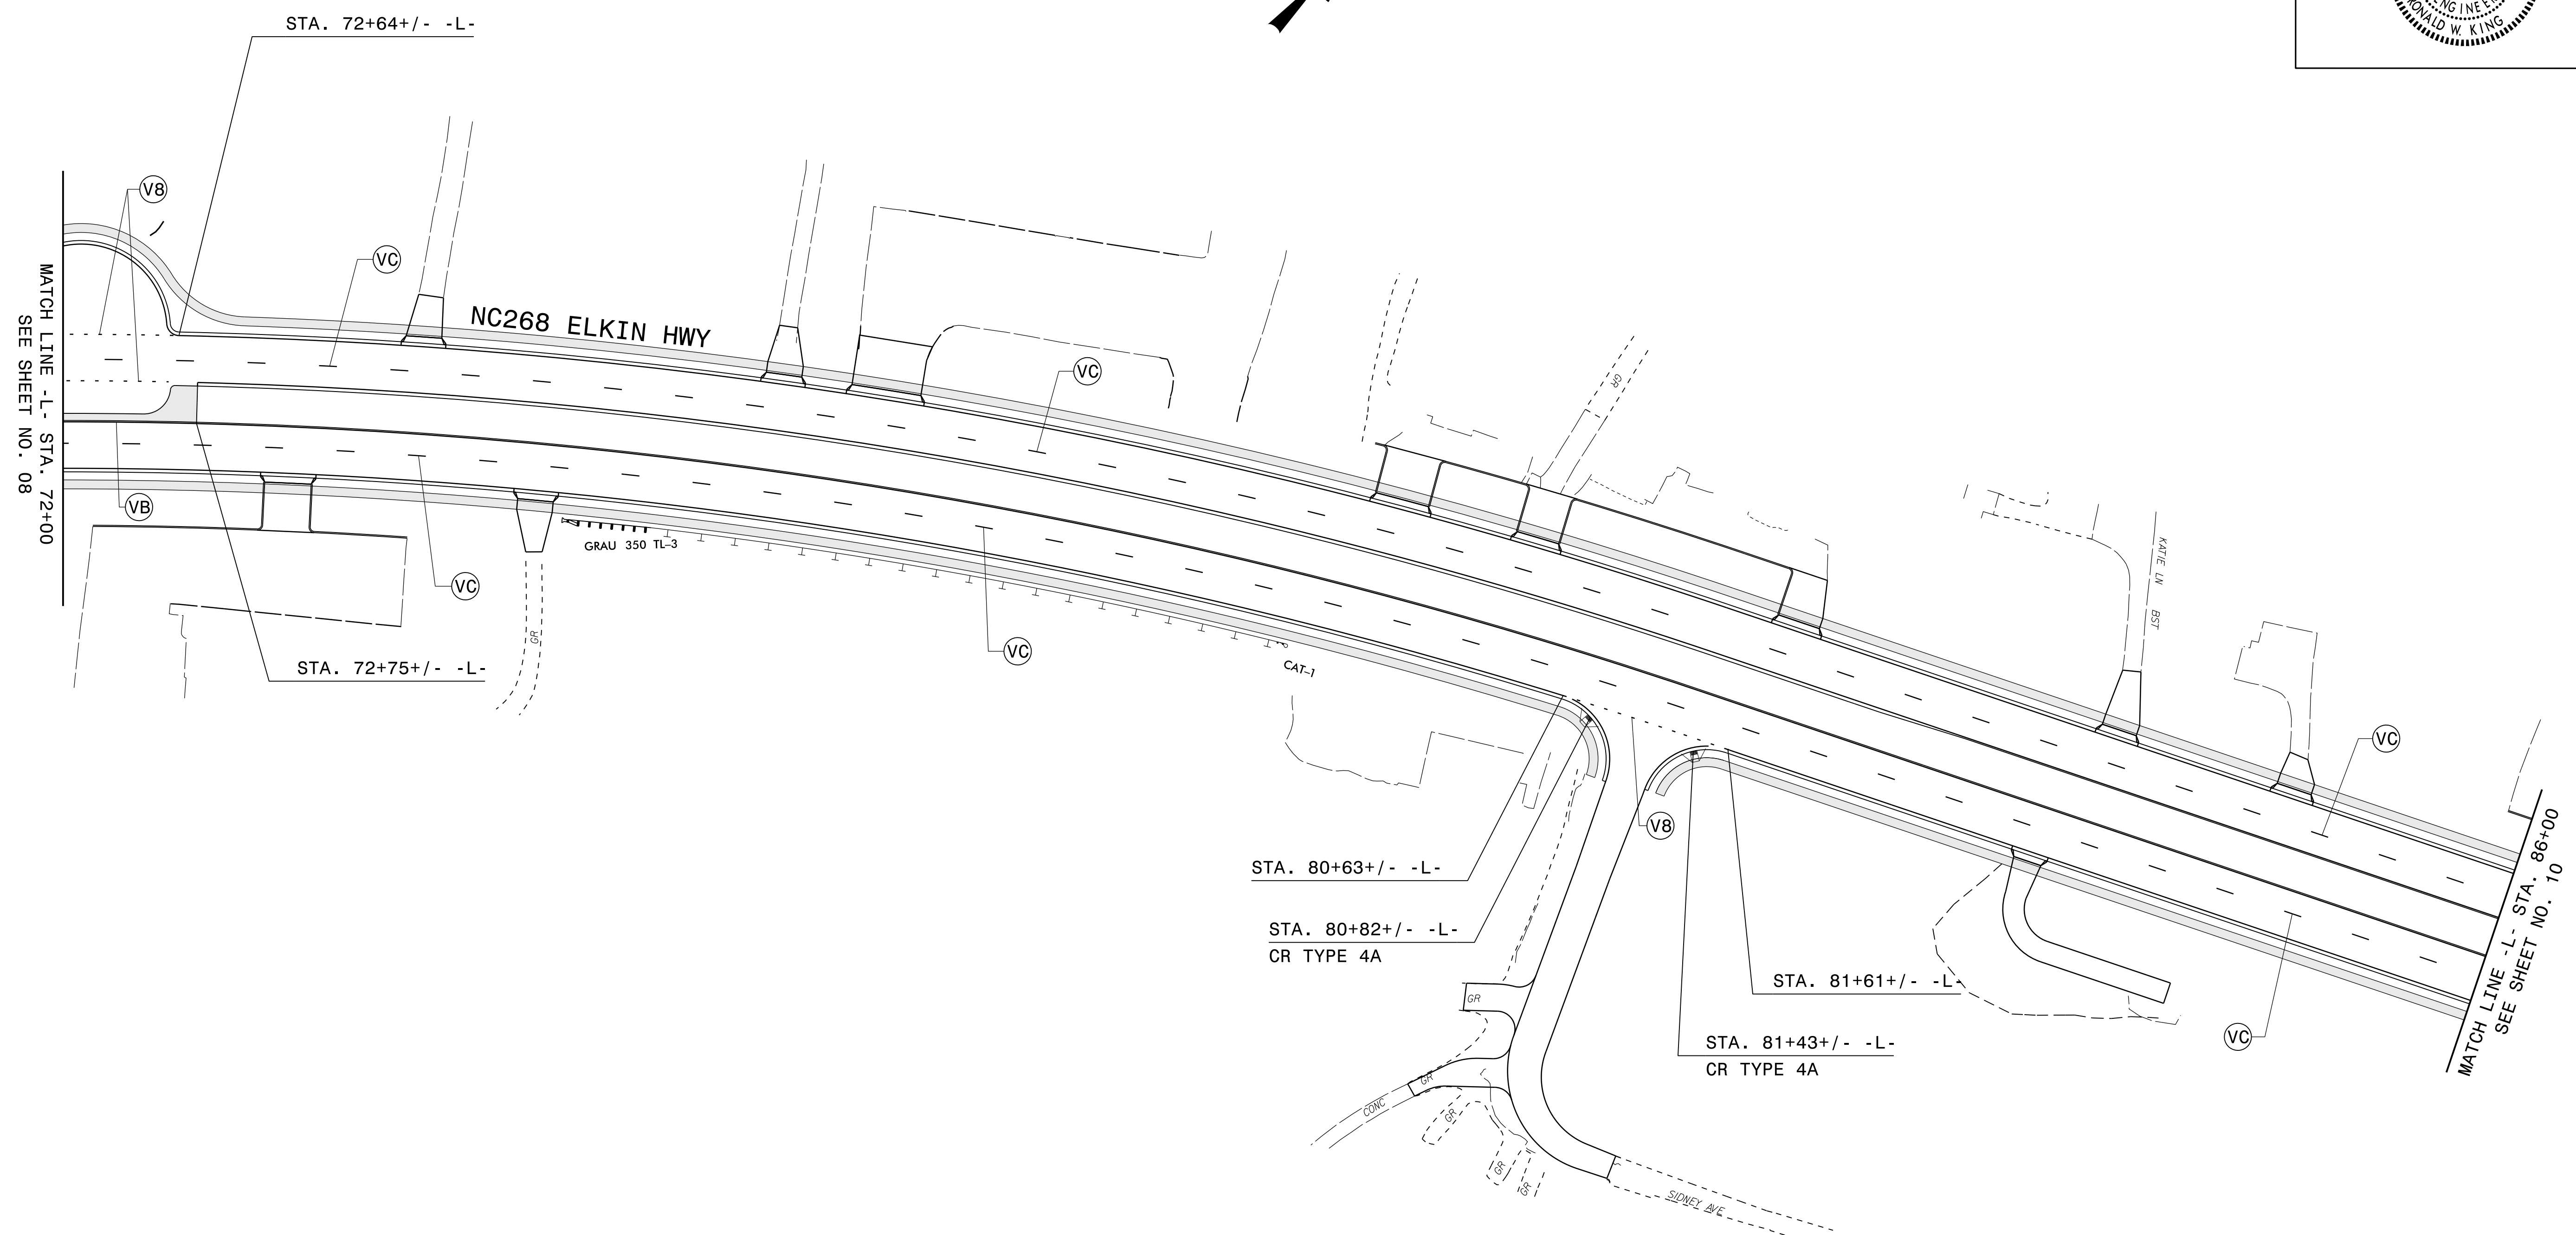 STA. 72+64+/- -L-
ENGINEER
RONALD W. KING
V8
VC
NC268 ELKIN HWY
MATCH LINE -L- STA. 72+00
SEE SHEET NO. 08
VC
GR
VB
GRAU 350 TL-3
VC
GR
STA. 72+75+/- -L-
VC
CAT-1
KATIE LN
BST
VC
V8
STA. 80+63+/- -L-
STA. 80+82+/- -L-
CR TYPE 4A
STA. 81+61+/- -L-
STA. 81+43+/- -L-
CR TYPE 4A
VC
MATCH LINE -L- STA. 86+00
SEE SHEET NO. 10
GR
GR
CONC
GR
GR
GR
SIDNEY AVE